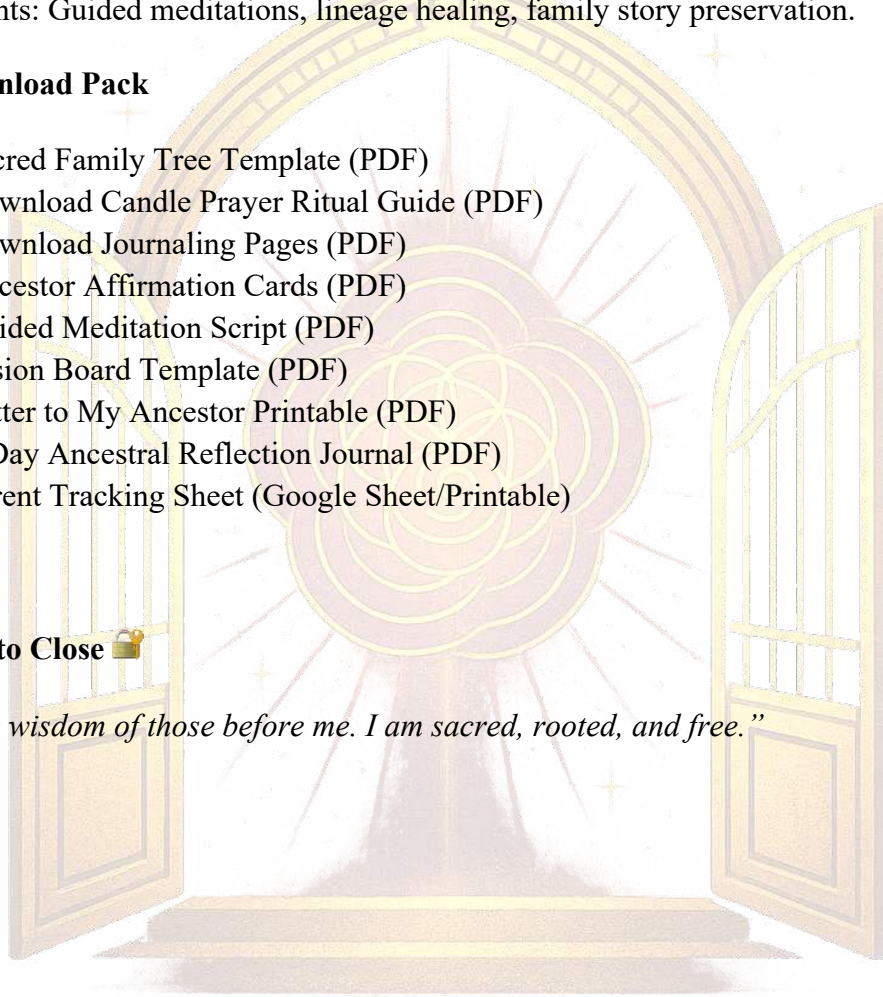 nts: Guided meditations, lineage healing, family story preservation.
nload Pack
cred Family Tree Template (PDF)
wnload Candle Prayer Ritual Guide (PDF)
wnload Journaling Pages (PDF)
cestor Affirmation Cards (PDF)
ided Meditation Script (PDF)
sion Board Template (PDF)
tter to My Ancestor Printable (PDF)
Day Ancestral Reflection Journal (PDF)
rent Tracking Sheet (Google Sheet/Printable)
to Close 🔐
wisdom of those before me. I am sacred, rooted, and free.”